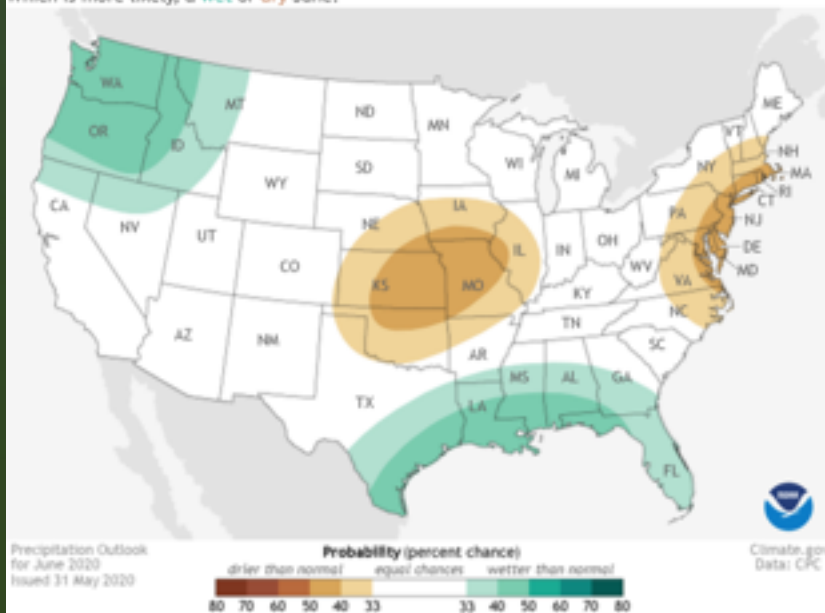 WA
MT
ND
MN
ME
VT
OR
ID
NH
WI
NY
MA
SD
MI
RI
CT
WY
CA
IA
PA
NJ
NE
NV
IL
IN
OH
DE
UT
MD
CO
WV
KS
MO
VA
KY
NC
TN
AZ
NM
AR
SC
MS
AL
GA
TX
LA
FL
Precipitation Outlook
for June 2020
Issued 31 May 2020
Probability (percent chance)
drier than normal equal chances wetter than normal
80 70 60 50 40 33 33 40 50 60 70 80
Climate.gov
Data: CPC